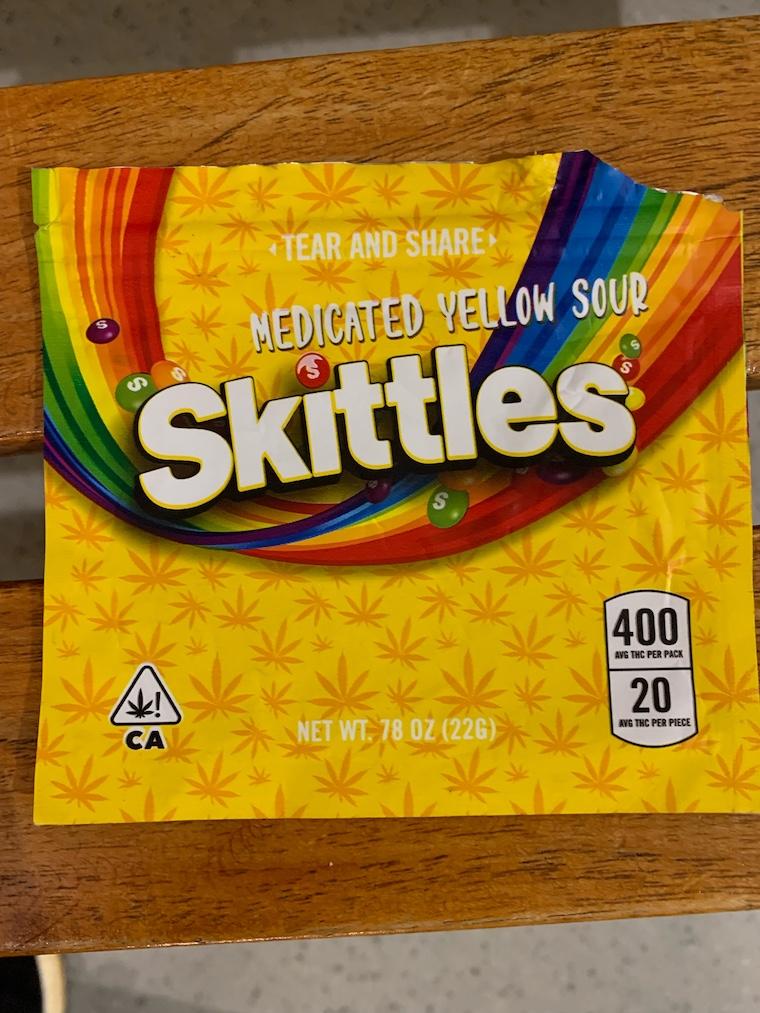 TEAR AND SHARE
MEDICATED YELLOW SOUR
Skittles
S
S
S
S
S
S
S
400
AVG THC PER PACK
20
AVG THC PER PIECE
CA
NET WT. 78 OZ (22G)
!